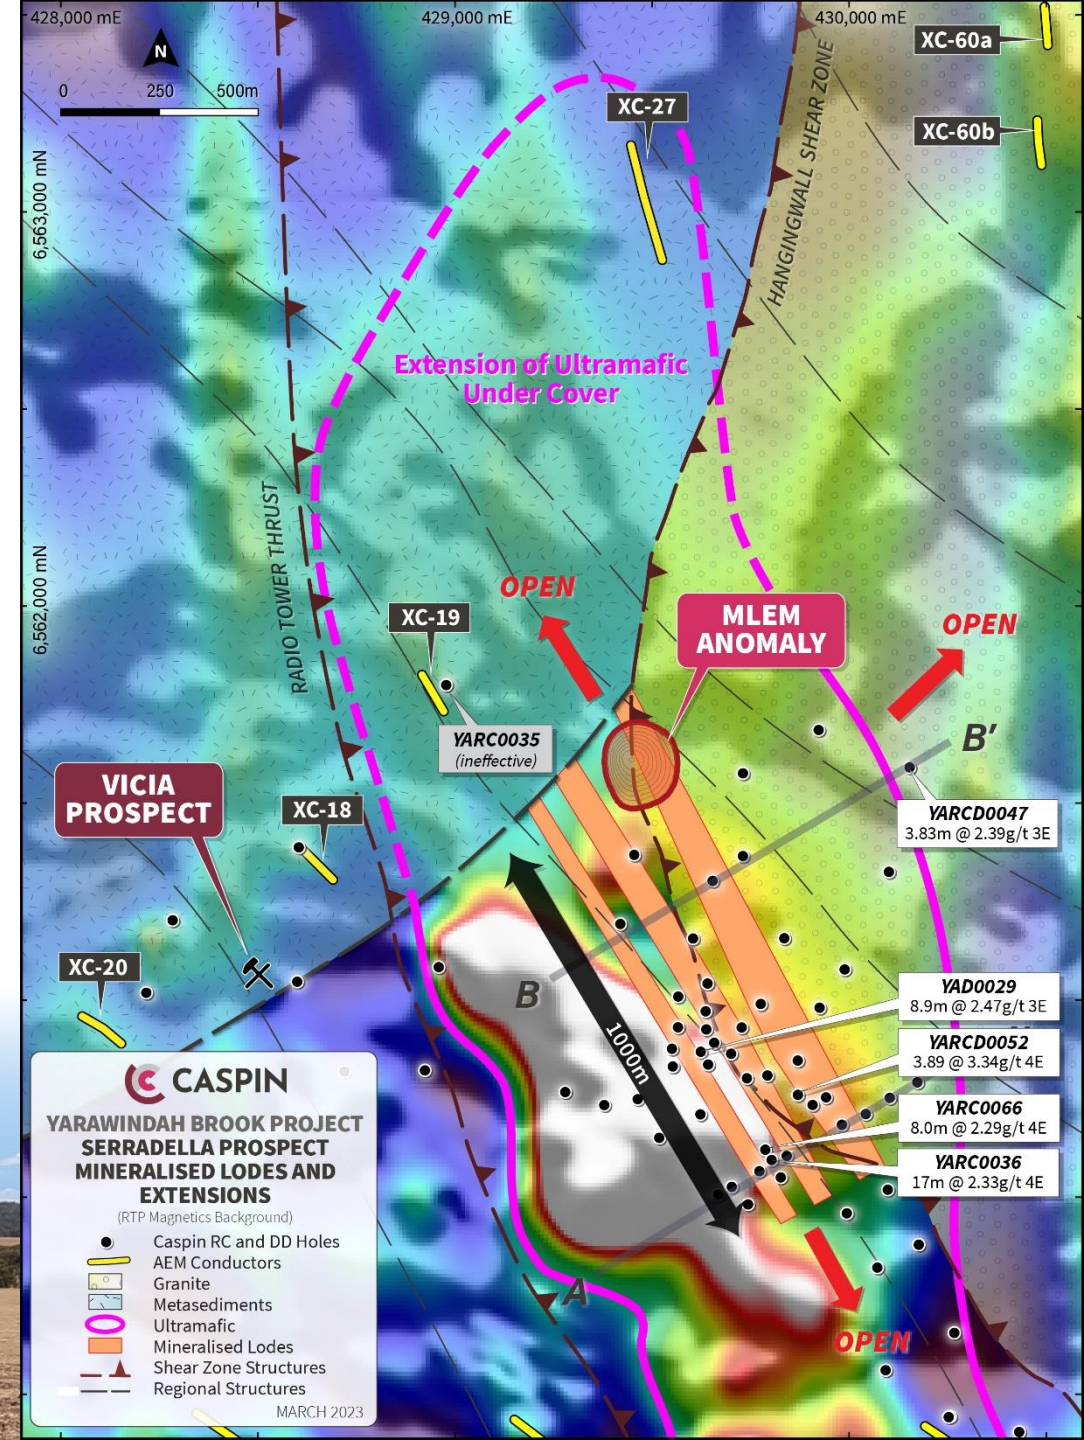 428,000 mE
429,000 mE
430,000 mE
N
0 250 500m
6,563,000 mN
6,562,000 mN
XC-60a
XC-60b
XC-27
HANGINGWALL SHEAR ZONE
Extension of Ultramafic
Under Cover
RADIO TOWER THRUST
OPEN
XC-19
MLEM
ANOMALY
OPEN
YARC0035
(ineffective)
B'
VICIA
PROSPECT
XC-18
YARCD0047
3.83m @ 2.39g/t 3E
XC-20
B
1000m
YAD0029
8.9m @ 2.47g/t 3E
YARCD0052
3.89 @ 3.34g/t 4E
YARC0066
8.0m @ 2.29g/t 4E
YARC0036
17m @ 2.33g/t 4E
A
OPEN
CASPIN
YARAWINDAH BROOK PROJECT
SERRADELLA PROSPECT
MINERALISED LODES AND
EXTENSIONS
(RTP Magnetics Background)
Caspin RC and DD Holes
AEM Conductors
Granite
Metasediments
Ultramafic
Mineralised Lodes
Shear Zone Structures
Regional Structures
MARCH 2023